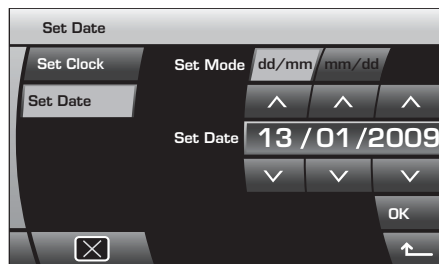 Set Date
Set Clock
Set Mode dd/mm mm/dd
Set Date
Set Date 13/01/2009
OK